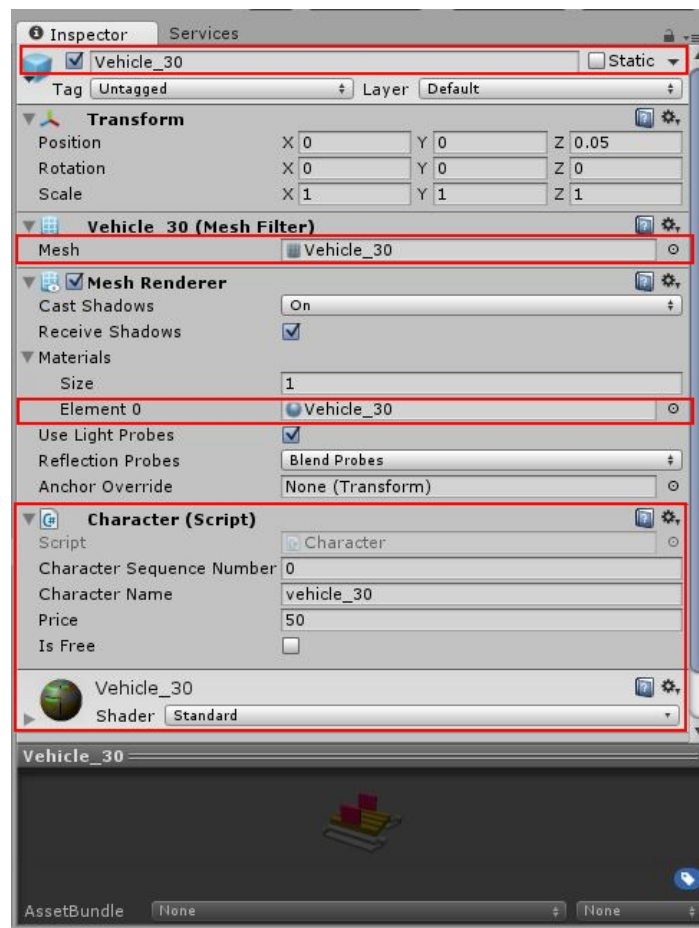 Inspector Services
Vehicle_30 Static
Tag Untagged Layer Default
Transform
Position X 0 Y 0 Z 0.05
Rotation X 0 Y 0 Z 0
Scale X 1 Y 1 Z 1
Vehicle_30 (Mesh Filter)
Mesh Vehicle_30
Mesh Renderer
Cast Shadows On
Receive Shadows
Materials
Size 1
Element 0 Vehicle_30
Use Light Probes
Reflection Probes Blend Probes
Anchor Override None (Transform)
Character (Script)
Script Character
Character Sequence Number 0
Character Name vehicle_30
Price 50
Is Free
Vehicle_30
Shader Standard
Vehicle_30
AssetBundle None None